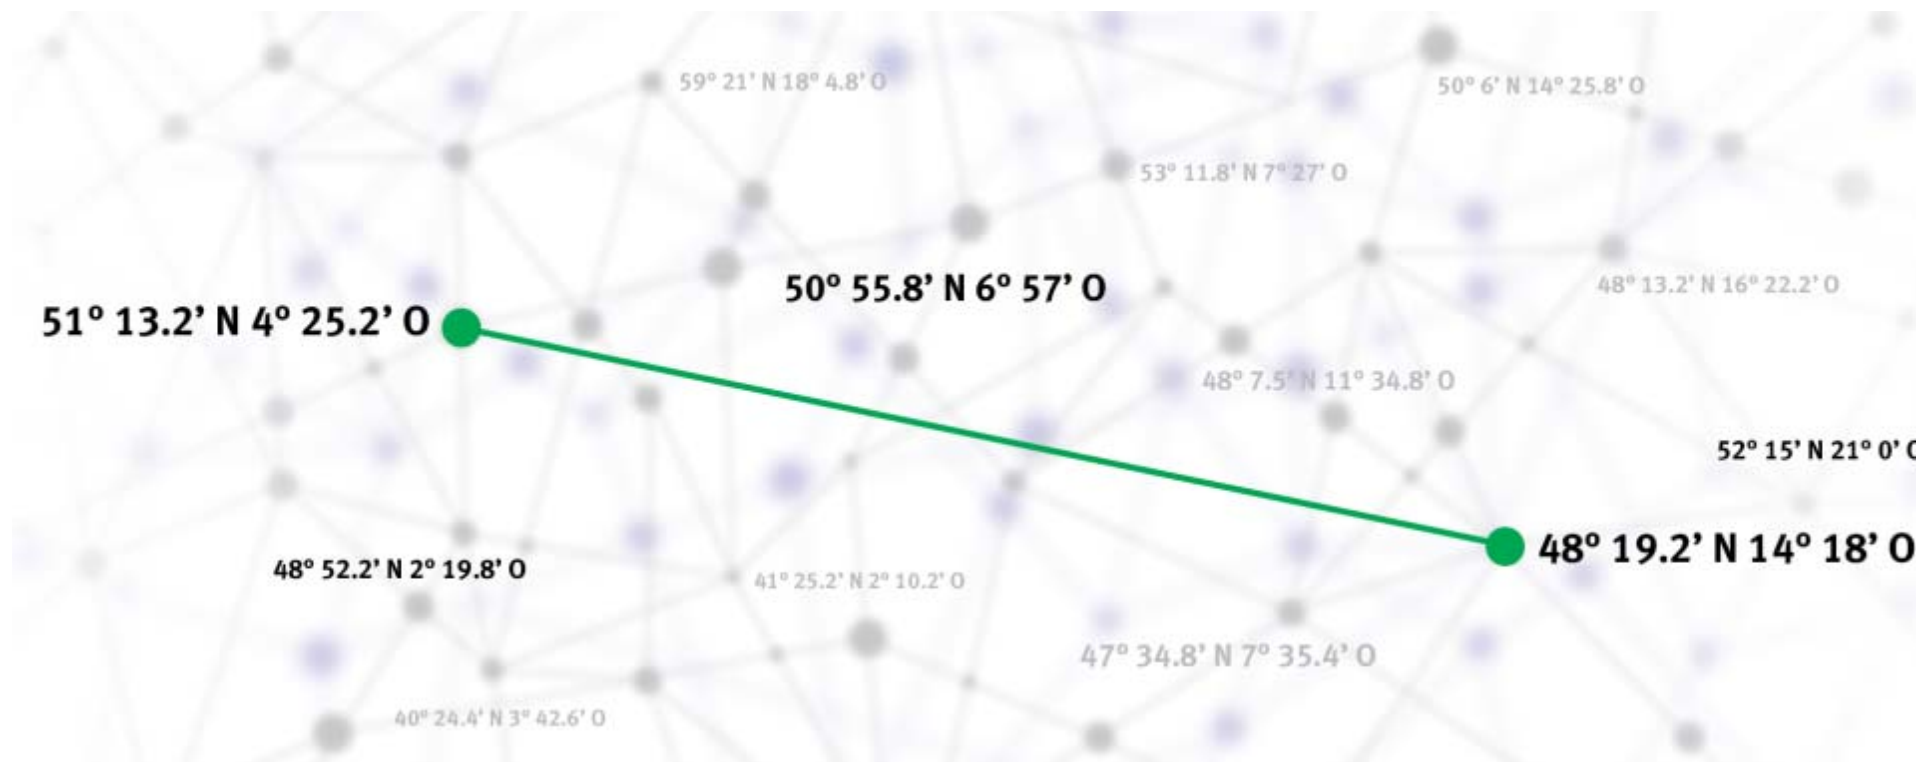 59° 21' N 18° 4.8' O
50° 6' N 14° 25.8' O
53° 11.8' N 7° 27' O
50° 55.8’ N 6° 57’ O
48° 13.2' N 16° 22.2' O
51° 13.2’ N 4° 25.2’ O
48° 7.5' N 11° 34.8' O
52° 15’ N 21° 0’ O
48° 19.2’ N 14° 18’ O
48° 52.2’ N 2° 19.8’ O
41° 25.2' N 2° 10.2' O
47° 34.8’ N 7° 35.4’ O
40° 24.4' N 3° 42.6' O